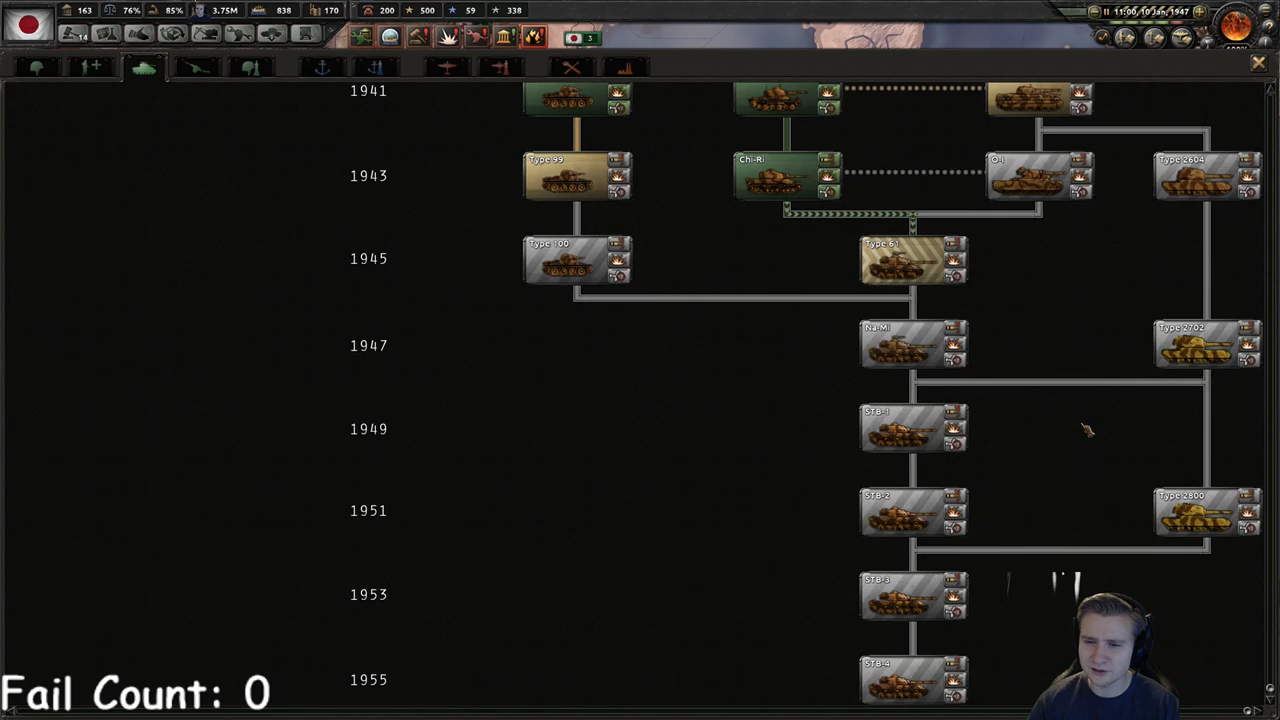 163 76% 85% 3.75M 838 170 200 500 59 338 11:00, 10 Jan, 1947
14 3
1941
1943 Type 99 Chi-Ri O-I Type 2604
1945 Type 100 Type 61
1947 Na-Mi Type 2702
1949 STB-1
1951 STB-2 Type 2800
1953 STB-3
1955 STB-4
Fail Count: 0